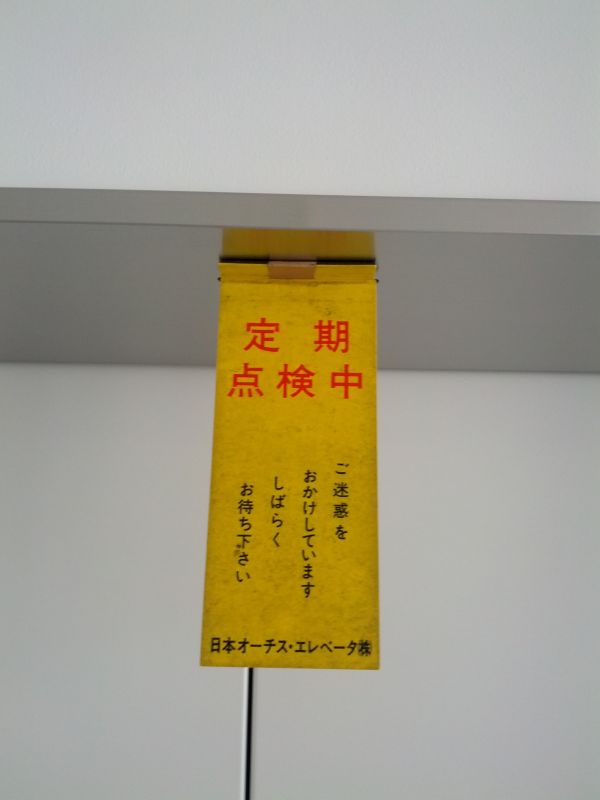 定期
点検中
ご迷惑を
おかけしています
しばらく
お待ち下さい
日本オーチス・エレベータ㈱